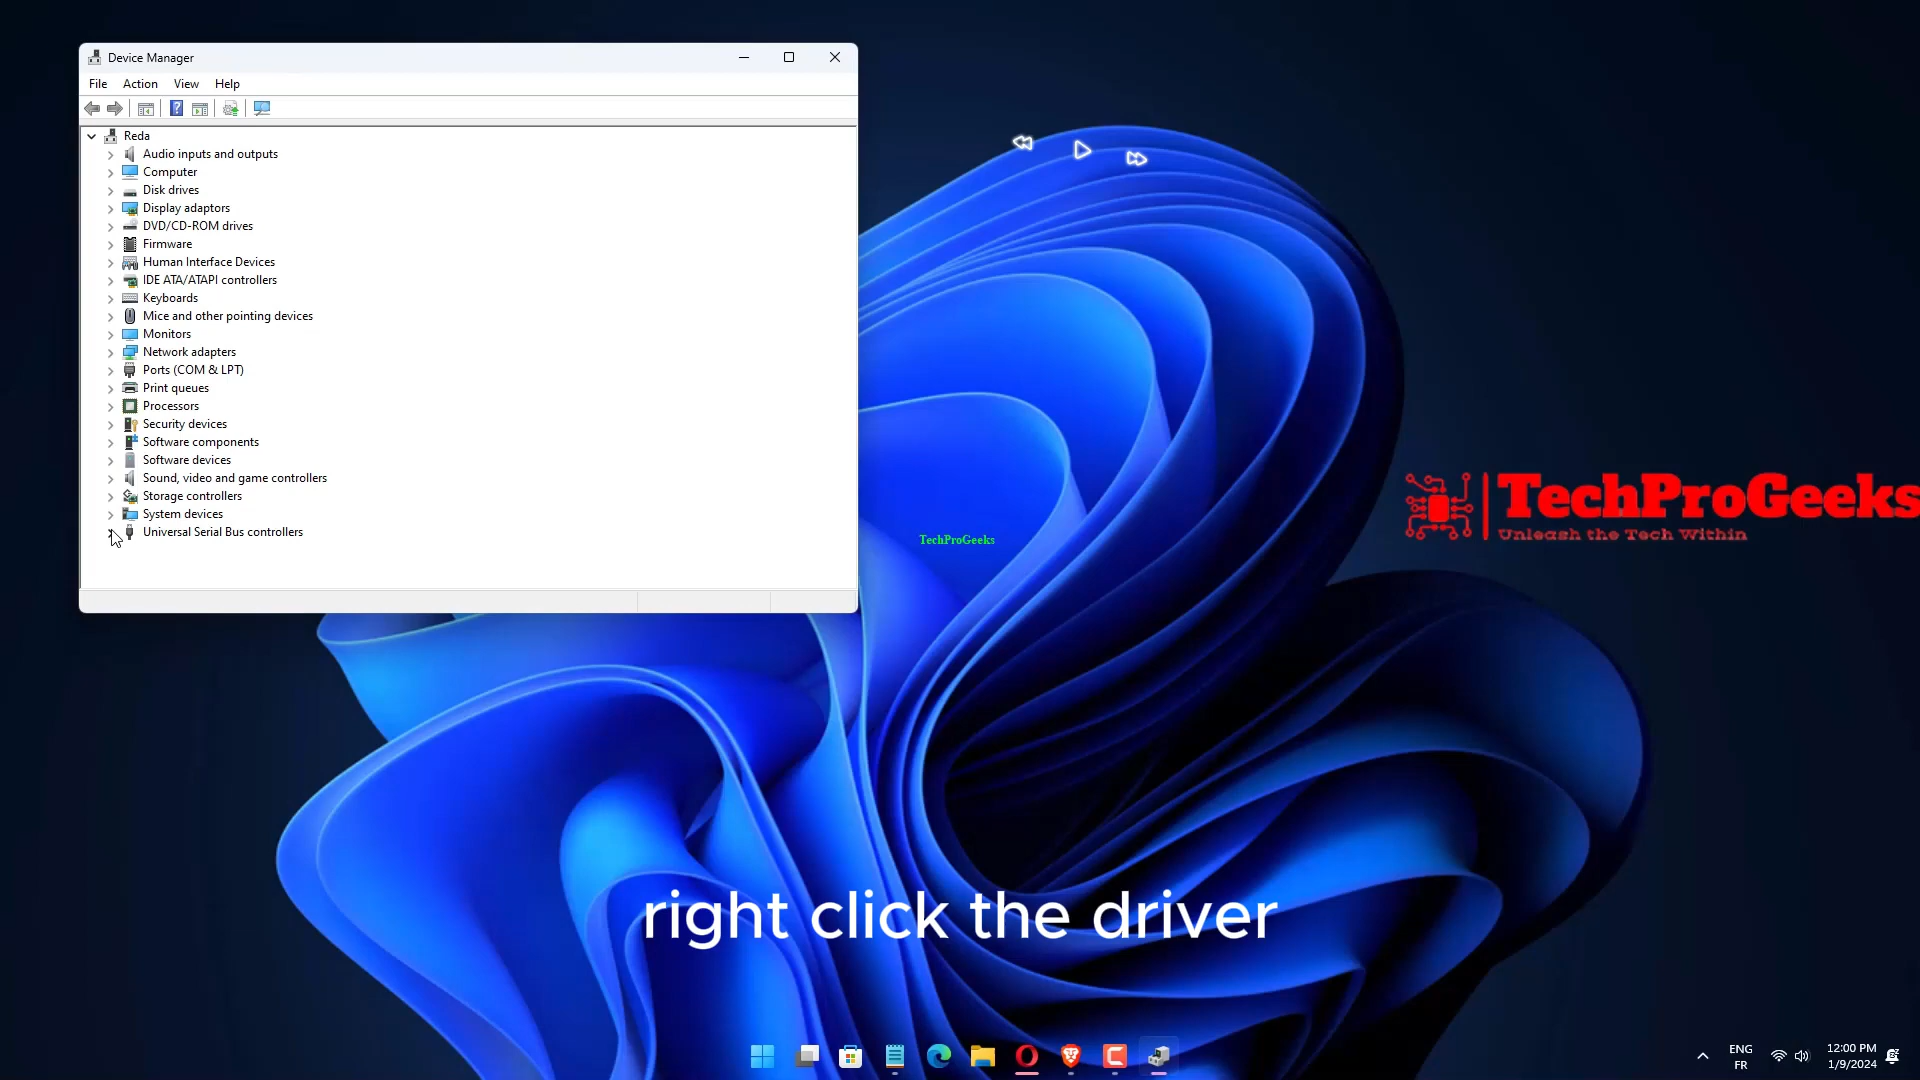 Device Manager
File Action View Help
Reda
Audio inputs and outputs
Computer
Disk drives
Display adaptors
DVD/CD-ROM drives
Firmware
Human Interface Devices
IDE ATA/ATAPI controllers
Keyboards
Mice and other pointing devices
Monitors
Network adapters
Ports (COM & LPT)
Print queues
Processors
Security devices
Software components
Software devices
Sound, video and game controllers
Storage controllers
System devices
Universal Serial Bus controllers
TechProGeeks
TechProGeeks
Unleash the Tech Within
right click the driver
ENG
FR
12:00 PM
1/9/2024